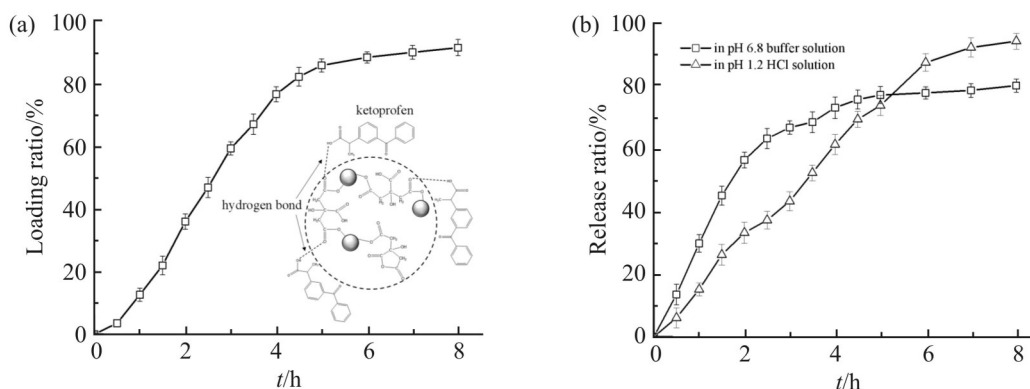 (a)
100
80
60
40
20
0
Loading ratio/%
0 2 4 6 8
t/h
ketoprofen
hydrogen bond
(b)
100
80
60
40
20
0
Release ratio/%
in pH 6.8 buffer solution
in pH 1.2 HCl solution
0 2 4 6 8
t/h